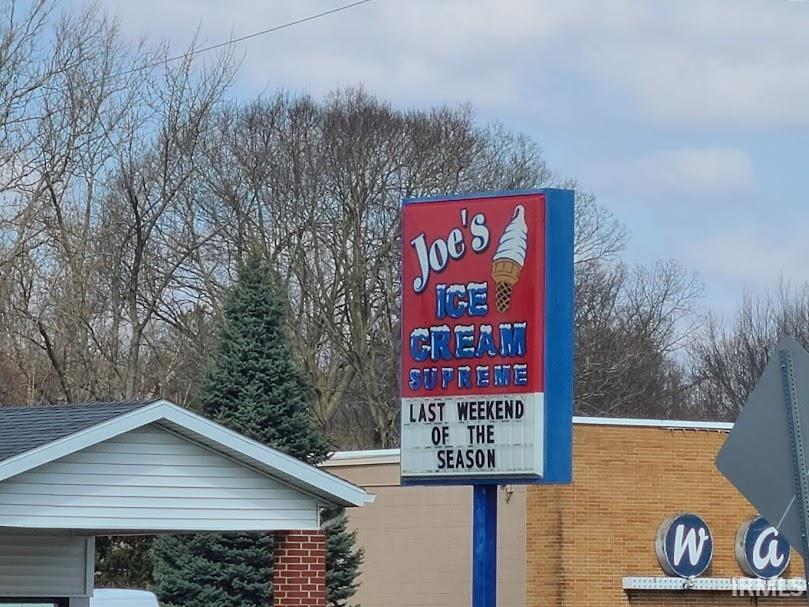 Joe's
ICE
CREAM
SUPREME
LAST WEEKEND
OF THE
SEASON
W a
IRMLS